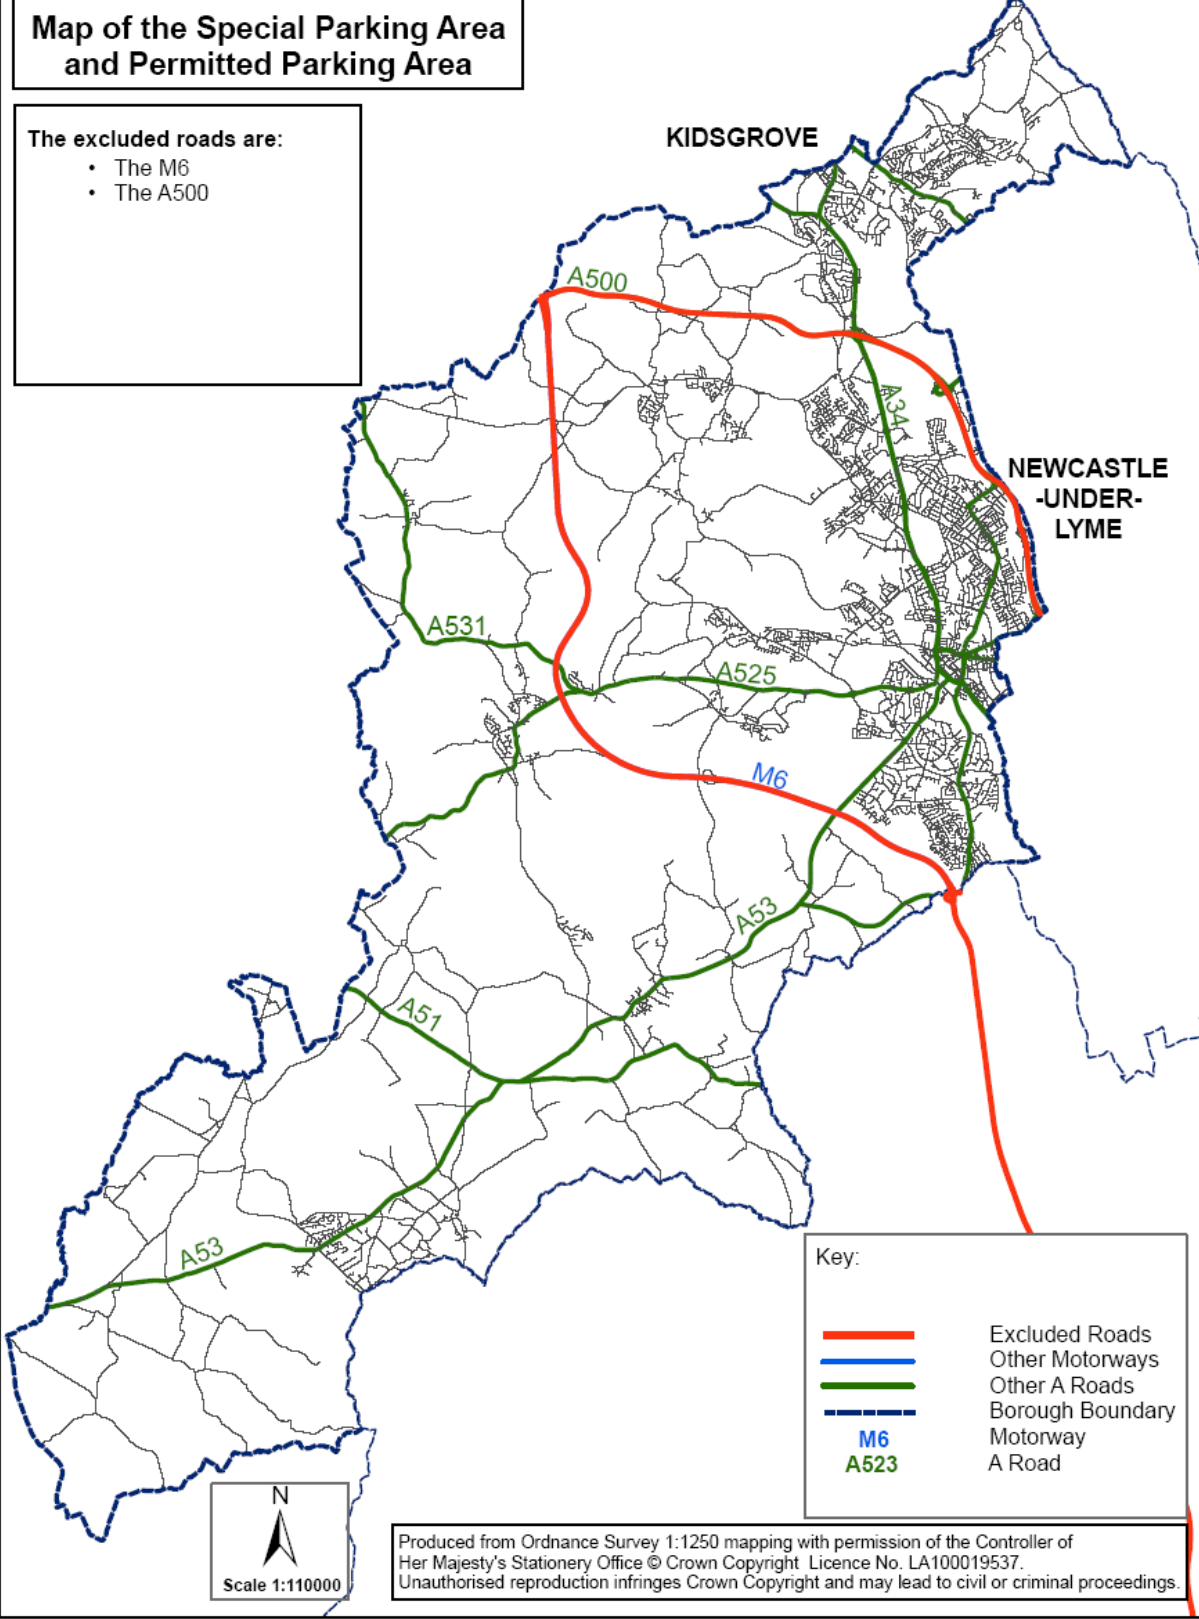 Map of the Special Parking Area
and Permitted Parking Area
The excluded roads are:
• The M6
• The A500
KIDSGROVE
A500
A34
NEWCASTLE
-UNDER-
LYME
A531
A525
M6
A53
A51
A53
Key:
Excluded Roads
Other Motorways
Other A Roads
Borough Boundary
M6 Motorway
A523 A Road
N
Scale 1:110000
Produced from Ordnance Survey 1:1250 mapping with permission of the Controller of
Her Majesty's Stationery Office © Crown Copyright Licence No. LA100019537.
Unauthorised reproduction infringes Crown Copyright and may lead to civil or criminal proceedings.